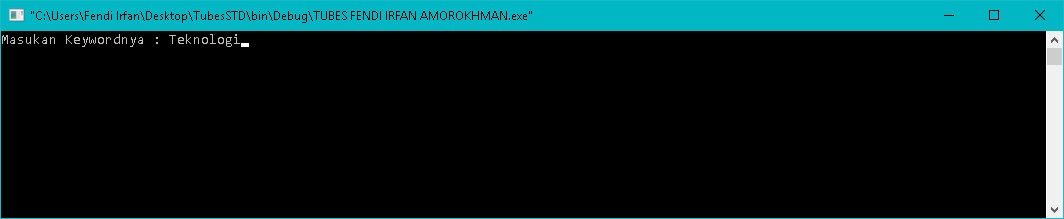 "C:\Users\Fendi Irfan\Desktop\TubesSTD\bin\Debug\TUBES FENDI IRFAN AMOROKHMAN.exe"
Masukan Keywordnya : Teknologi